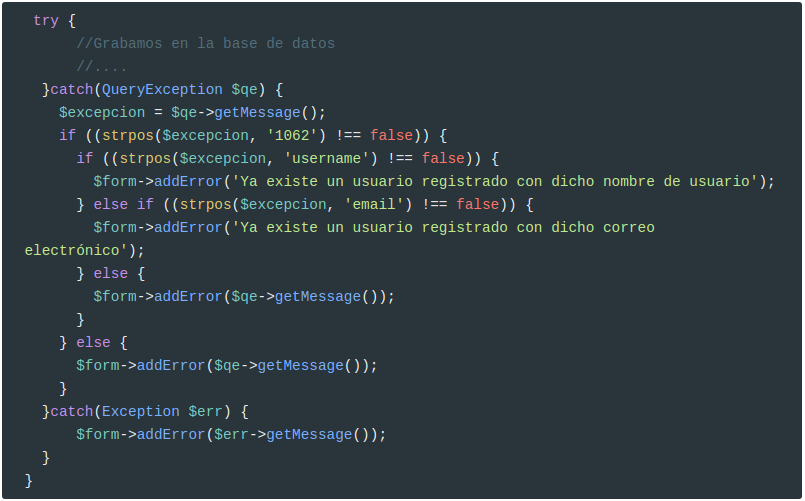 try {
//Grabamos en la base de datos
//....
}catch(QueryException $qe) {
$excepcion = $qe->getMessage();
if ((strpos($excepcion, '1062') !== false)) {
if ((strpos($excepcion, 'username') !== false)) {
$form->addError('Ya existe un usuario registrado con dicho nombre de usuario');
} else if ((strpos($excepcion, 'email') !== false)) {
$form->addError('Ya existe un usuario registrado con dicho correo
electrónico');
} else {
$form->addError($qe->getMessage());
}
} else {
$form->addError($qe->getMessage());
}
}catch(Exception $err) {
$form->addError($err->getMessage());
}
}